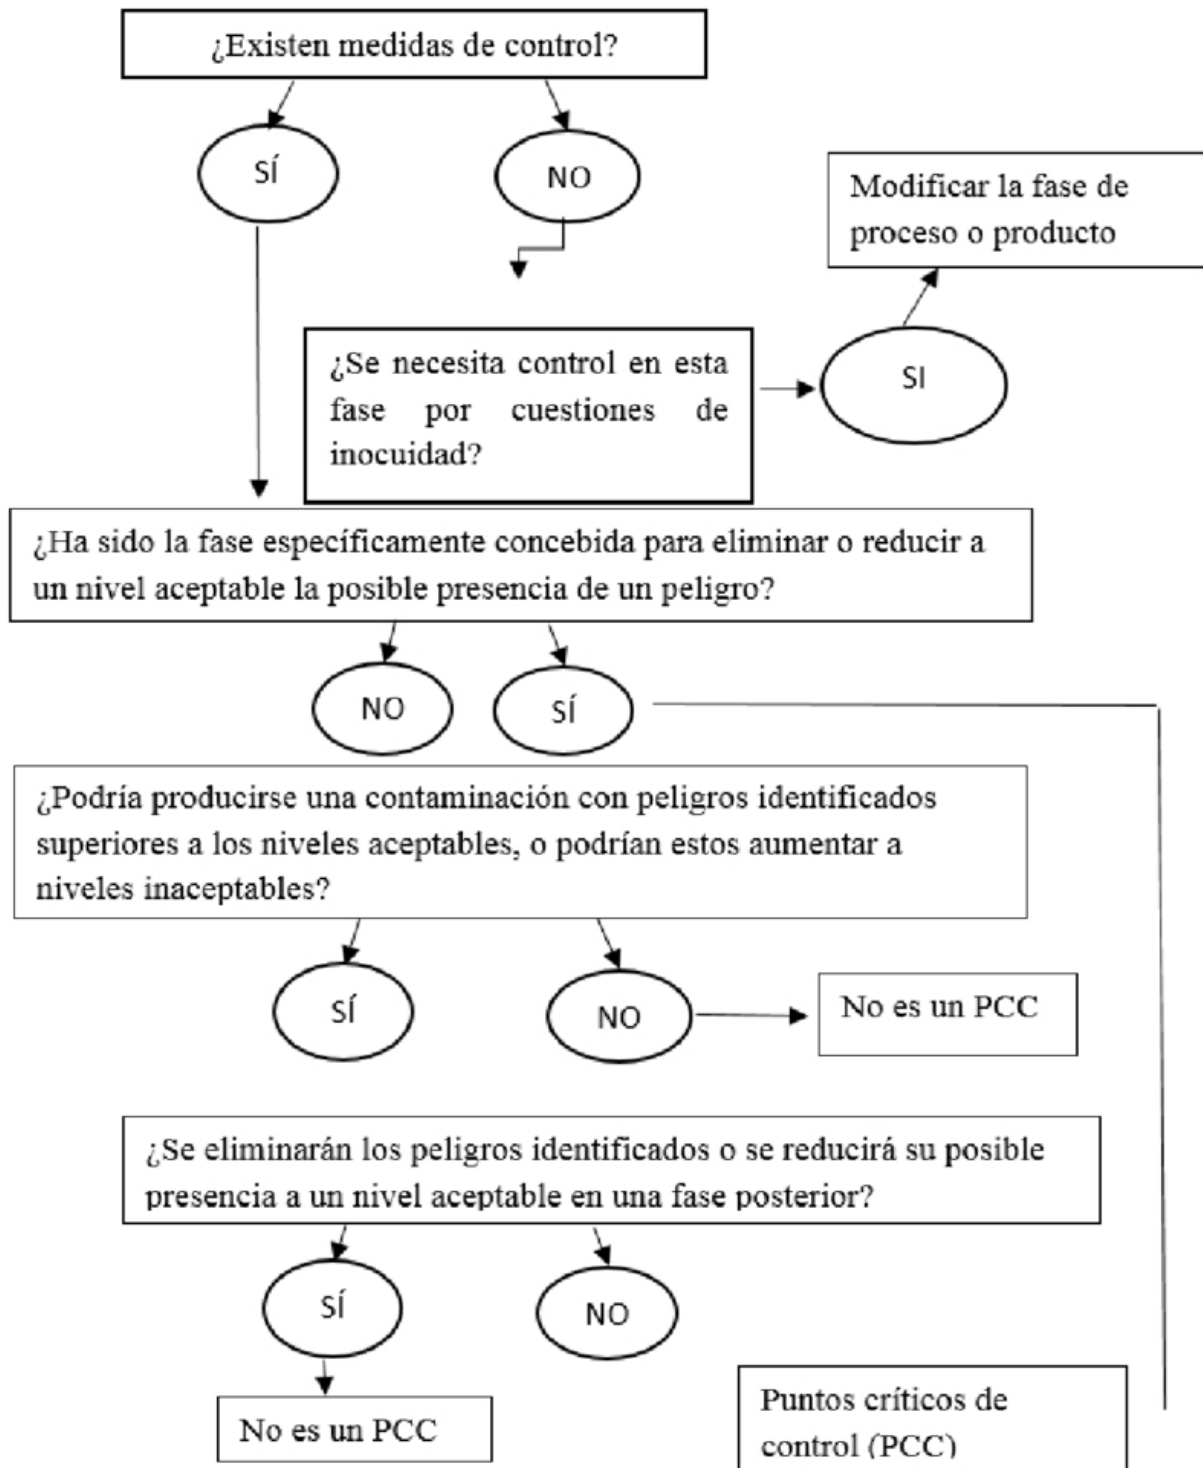 ¿Existen medidas de control?
SÍ
NO
Modificar la fase de
proceso o producto
¿Se necesita control en esta
fase por cuestiones de
inocuidad?
SI
¿Ha sido la fase específicamente concebida para eliminar o reducir a
un nivel aceptable la posible presencia de un peligro?
NO
SÍ
¿Podría producirse una contaminación con peligros identificados
superiores a los niveles aceptables, o podrían estos aumentar a
niveles inaceptables?
SÍ
NO
No es un PCC
¿Se eliminarán los peligros identificados o se reducirá su posible
presencia a un nivel aceptable en una fase posterior?
SÍ
NO
No es un PCC
Puntos críticos de
control (PCC)